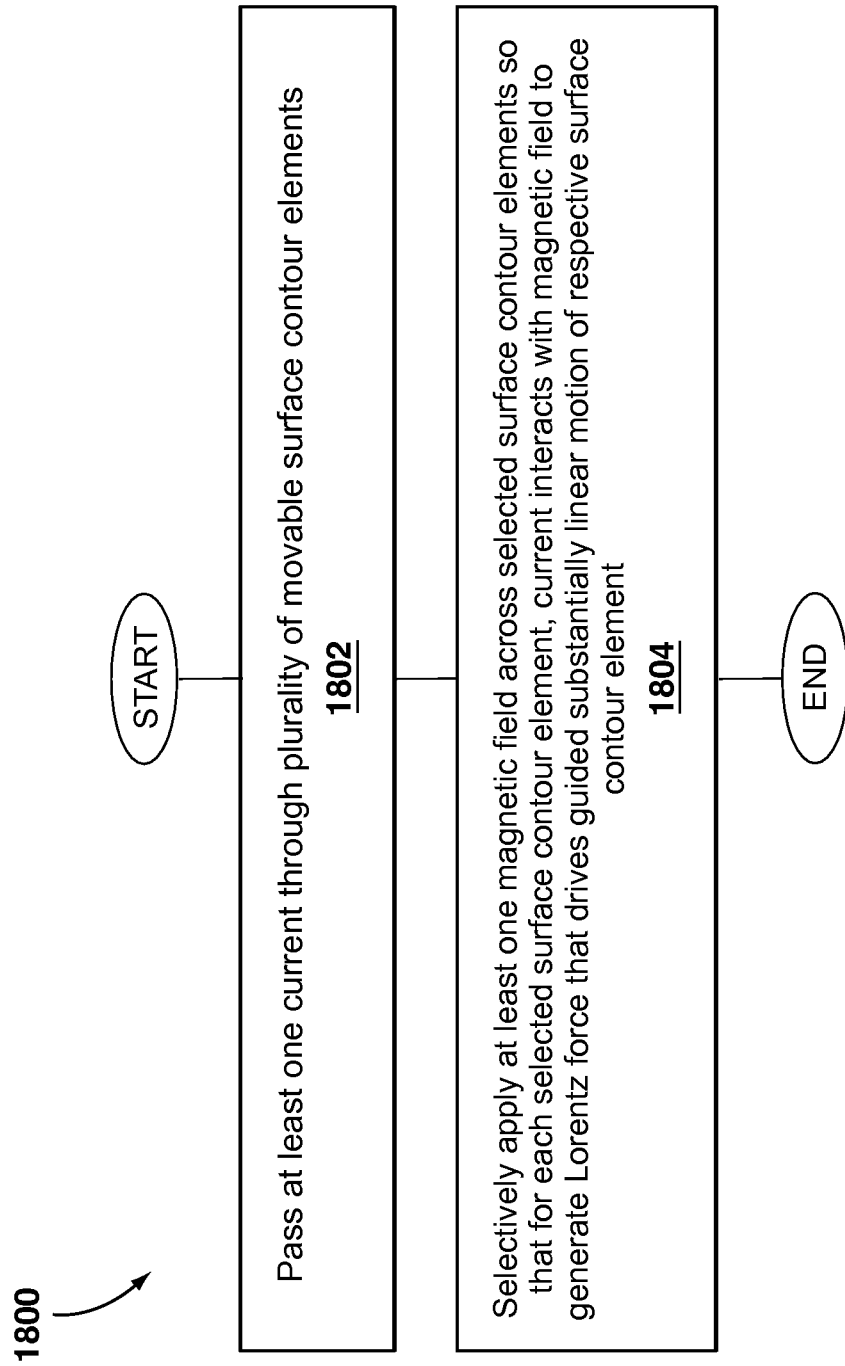 1800
START
Pass at least one current through plurality of movable surface contour elements
1802
Selectively apply at least one magnetic field across selected surface contour elements so
that for each selected surface contour element, current interacts with magnetic field to
generate Lorentz force that drives guided substantially linear motion of respective surface
contour element
1804
END